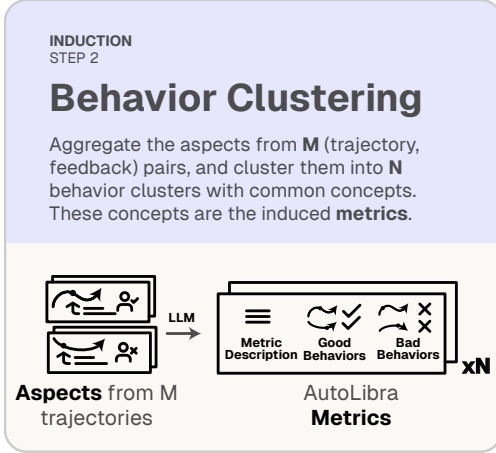 INDUCTION
STEP 2
Behavior Clustering
Aggregate the aspects from M (trajectory,
feedback) pairs, and cluster them into N
behavior clusters with common concepts.
These concepts are the induced metrics.
LLM
Metric
Description
Good
Behaviors
Bad
Behaviors
xN
Aspects from M
trajectories
AutoLibra
Metrics